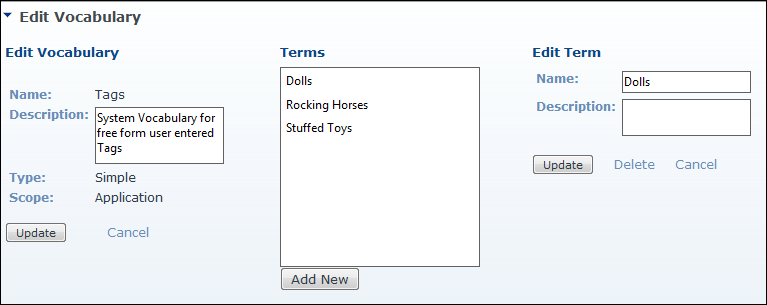 Edit Vocabulary
Edit Vocabulary
Name: Tags
Description: System Vocabulary for
free form user entered
Tags
Type: Simple
Scope: Application
Update Cancel
Terms
Dolls
Rocking Horses
Stuffed Toys
Add New
Edit Term
Name: Dolls
Description:
Update Delete Cancel